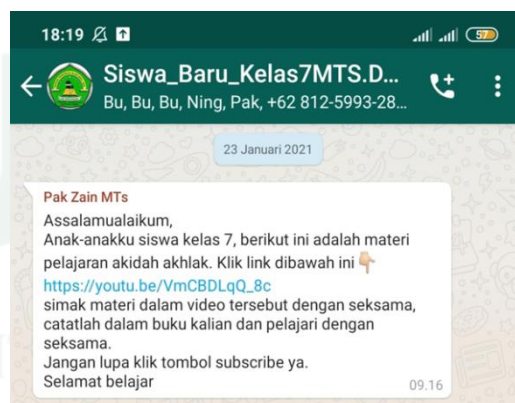 18:19
57
Siswa_Baru_Kelas7MTS.D...
Bu, Bu, Bu, Ning, Pak, +62 812-5993-28...
23 Januari 2021
Pak Zain MTs
Assalamualaikum,
Anak-anakku siswa kelas 7, berikut ini adalah materi
pelajaran akidah akhlak. Klik link dibawah ini👇🏻
https://youtu.be/VmCBDLqQ_8c
simak materi dalam video tersebut dengan seksama,
catatlah dalam buku kalian dan pelajari dengan
seksama.
Jangan lupa klik tombol subscribe ya.
Selamat belajar
09.16